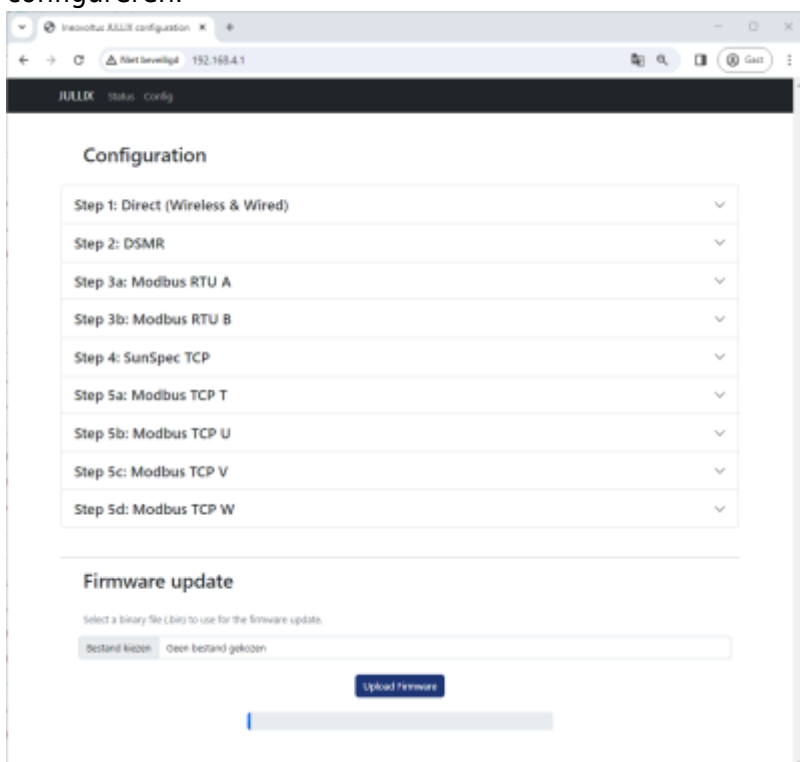 Innovoltus JULLIX configuration
Niet beveiligd 192.168.4.1 Gast
JULLIX Status Config
Configuration
Step 1: Direct (Wireless & Wired)
Step 2: DSMR
Step 3a: Modbus RTU A
Step 3b: Modbus RTU B
Step 4: SunSpec TCP
Step 5a: Modbus TCP T
Step 5b: Modbus TCP U
Step 5c: Modbus TCP V
Step 5d: Modbus TCP W
Firmware update
Select a binary file (.bin) to use for the firmware update.
Bestand kiezen Geen bestand gekozen
Upload Firmware